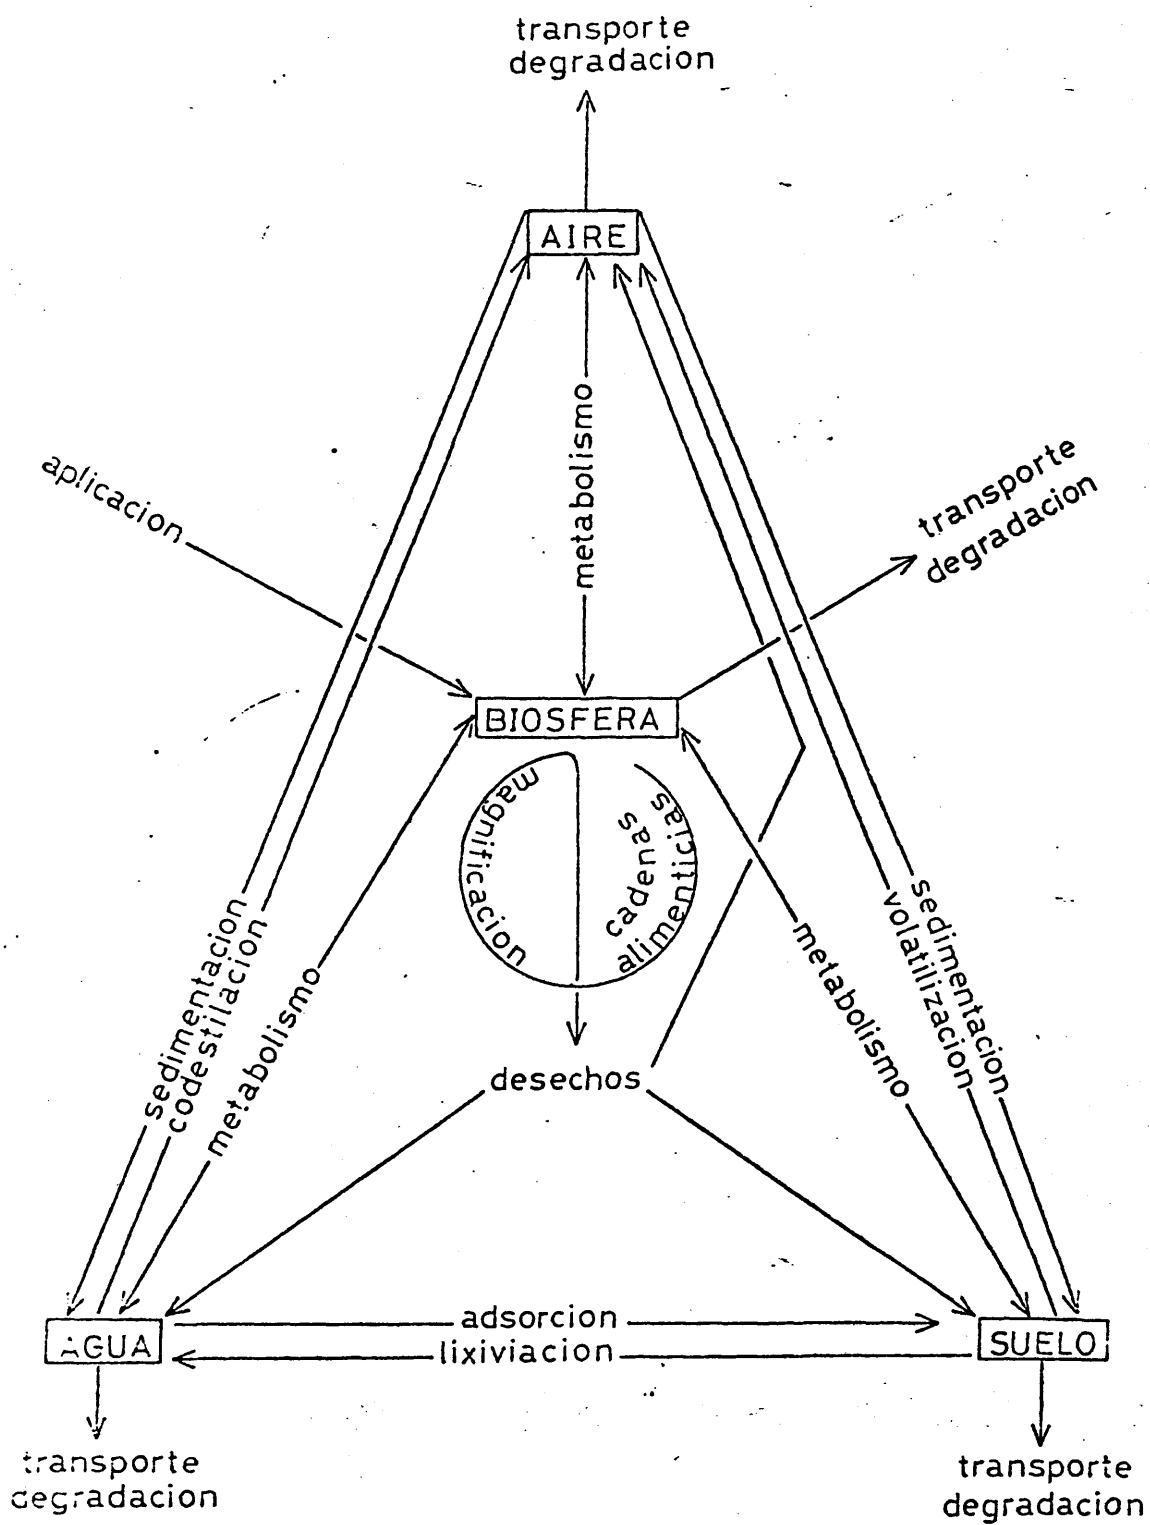 transporte
degradacion
AIRE
metabolismo
aplicacion
transporte
degradacion
BIOSFERA
magnificacion
cadenas
alimenticias
sedimentacion
codestilacion
metabolismo
metabolismo
volatilizacion
sedimentacion
desechos
adsorcion
lixiviacion
AGUA
SUELO
transporte
degradacion
transporte
degradacion